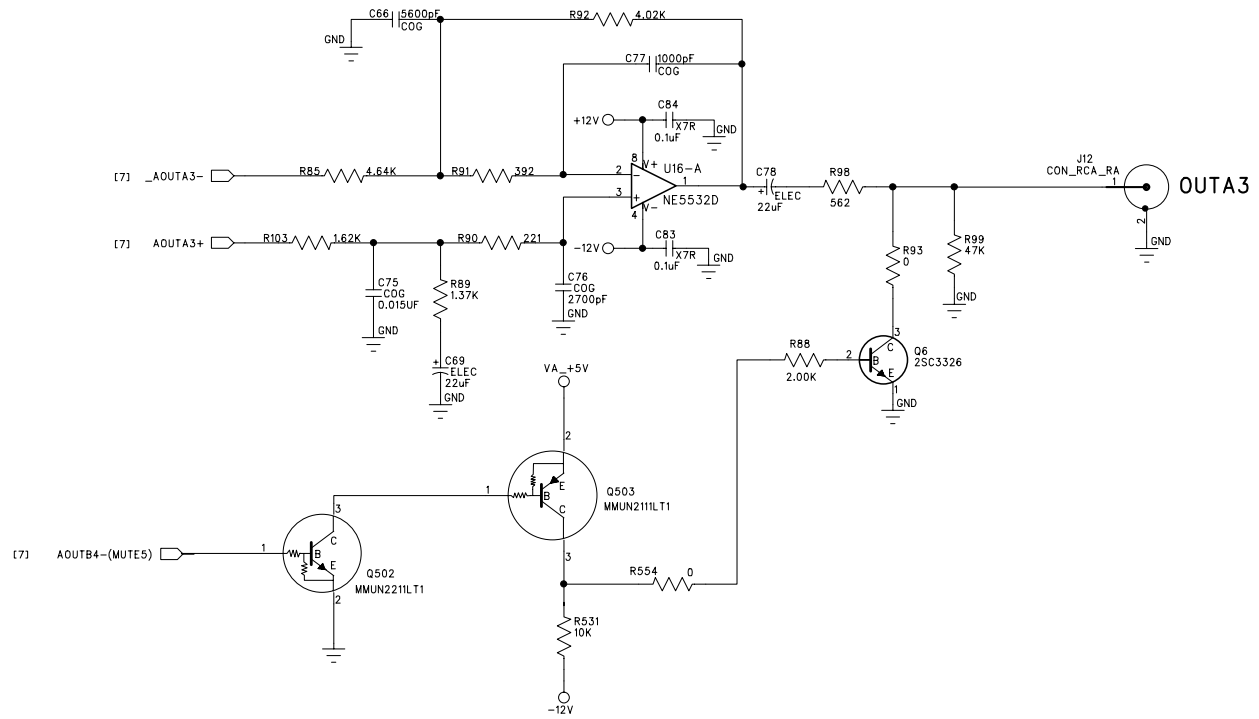 C66 5600pF
COG
GND
R92 4.02K
C77 1000pF
COG
C84
X7R
0.1uF
GND
+12V
8 V+
U16-A
[7] _AOUTA3- R85 4.64K R91 392 2 -
3 +
1
NE5532D
4 V-
-12V
C83
X7R
0.1uF
GND
C78
+ ELEC
22uF
R98
562
J12
CON_RCA_RA
1
2
GND
OUTA3
[7] AOUTA3+ R103 1.62K R90 221
C75
COG
0.015UF
GND
R89
1.37K
C76
COG
2700pF
GND
R93
0
R99
47K
GND
+ C69
ELEC
22uF
GND
R88
2.00K
2
3
C
B
E
1
Q6
2SC3326
GND
VA_+5V
2
E
B
C
1
3
Q503
MMUN2111LT1
[7] AOUTB4-(MUTE5) 1
3
C
B
E
2
Q502
MMUN2211LT1
R554 0
R531
10K
-12V